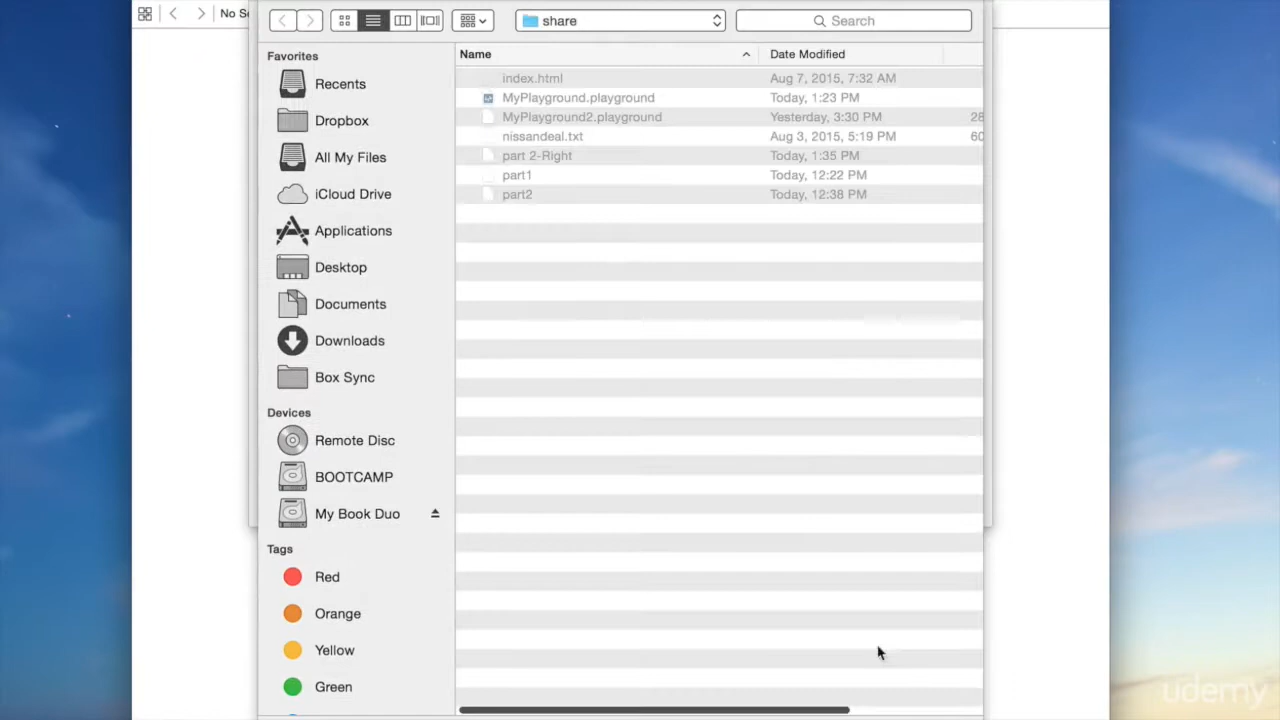 No Se
share
Search
Favorites
Recents
Dropbox
All My Files
iCloud Drive
Applications
Desktop
Documents
Downloads
Box Sync
Devices
Remote Disc
BOOTCAMP
My Book Duo
Tags
Red
Orange
Yellow
Green
Name Date Modified
index.html Aug 7, 2015, 7:32 AM
MyPlayground.playground Today, 1:23 PM
MyPlayground2.playground Yesterday, 3:30 PM 28
nissandeal.txt Aug 3, 2015, 5:19 PM 60
part 2-Right Today, 1:35 PM
part1 Today, 12:22 PM
part2 Today, 12:38 PM
udemy